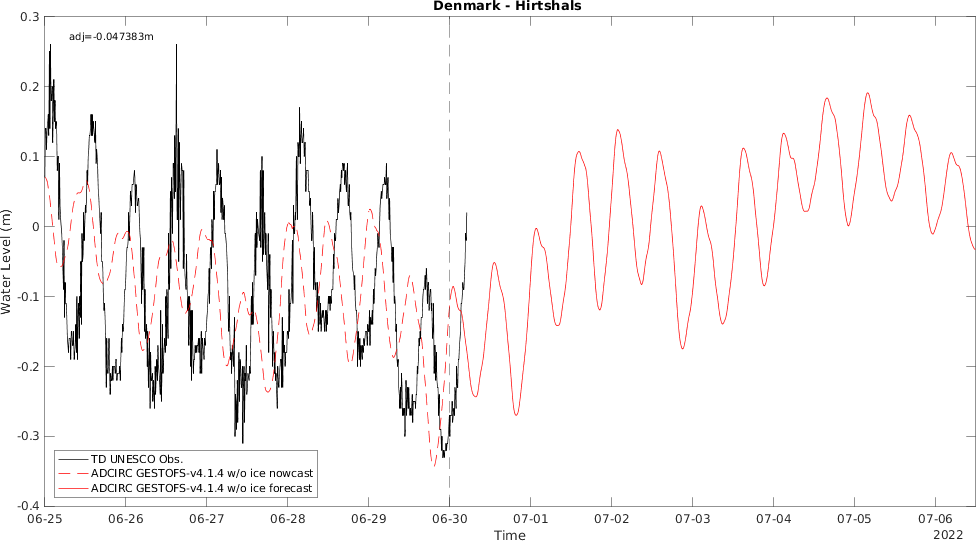 Denmark - Hirtshals
adj=-0.047383m
Water Level (m)
0.3
0.2
0.1
0
-0.1
-0.2
-0.3
-0.4
TD UNESCO Obs.
ADCIRC GESTOFS-v4.1.4 w/o ice nowcast
ADCIRC GESTOFS-v4.1.4 w/o ice forecast
06-25 06-26 06-27 06-28 06-29 06-30 07-01 07-02 07-03 07-04 07-05 07-06
Time
2022